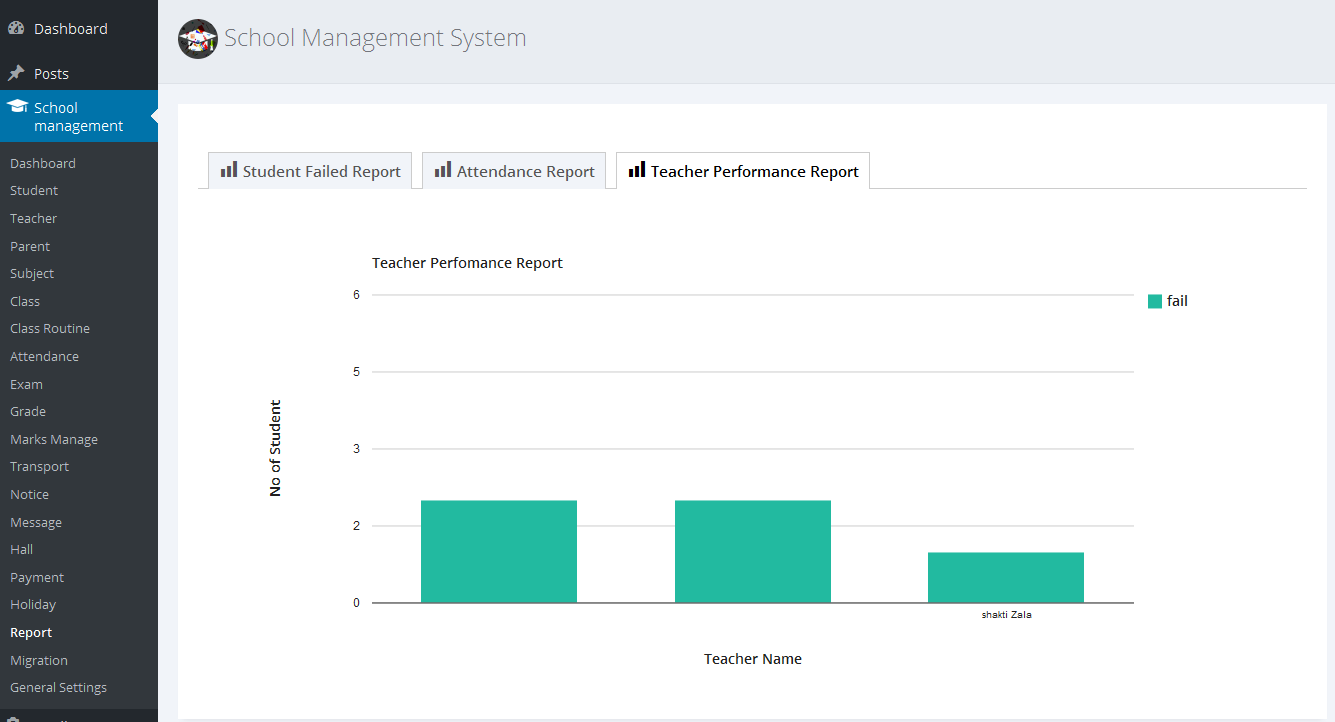 Dashboard
Posts
School
management
Dashboard
Student
Teacher
Parent
Subject
Class
Class Routine
Attendance
Exam
Grade
Marks Manage
Transport
Notice
Message
Hall
Payment
Holiday
Report
Migration
General Settings
School Management System
Student Failed Report
Attendance Report
Teacher Performance Report
Teacher Perfomance Report
6
5
3
2
0
No of Student
fail
shakti Zala
Teacher Name